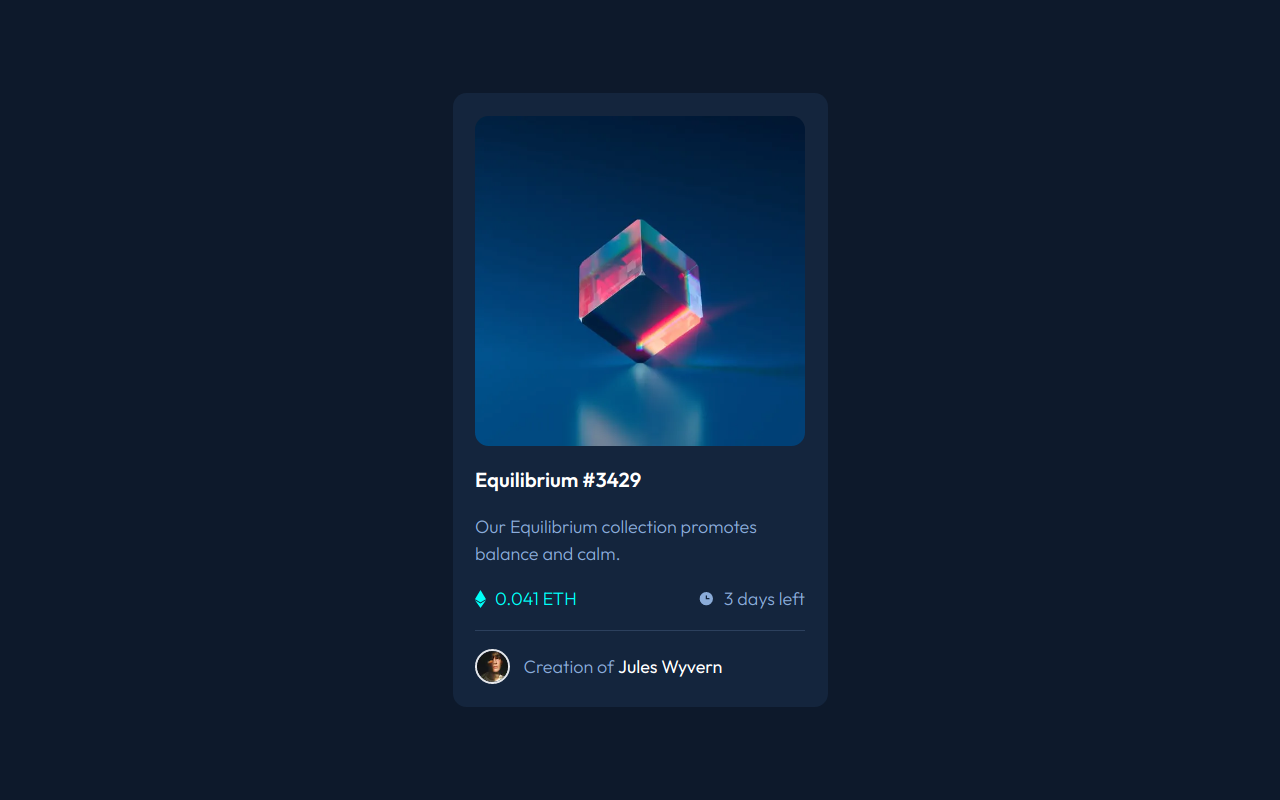 Equilibrium #3429
Our Equilibrium collection promotes
balance and calm.
0.041 ETH
3 days left
Creation of Jules Wyvern